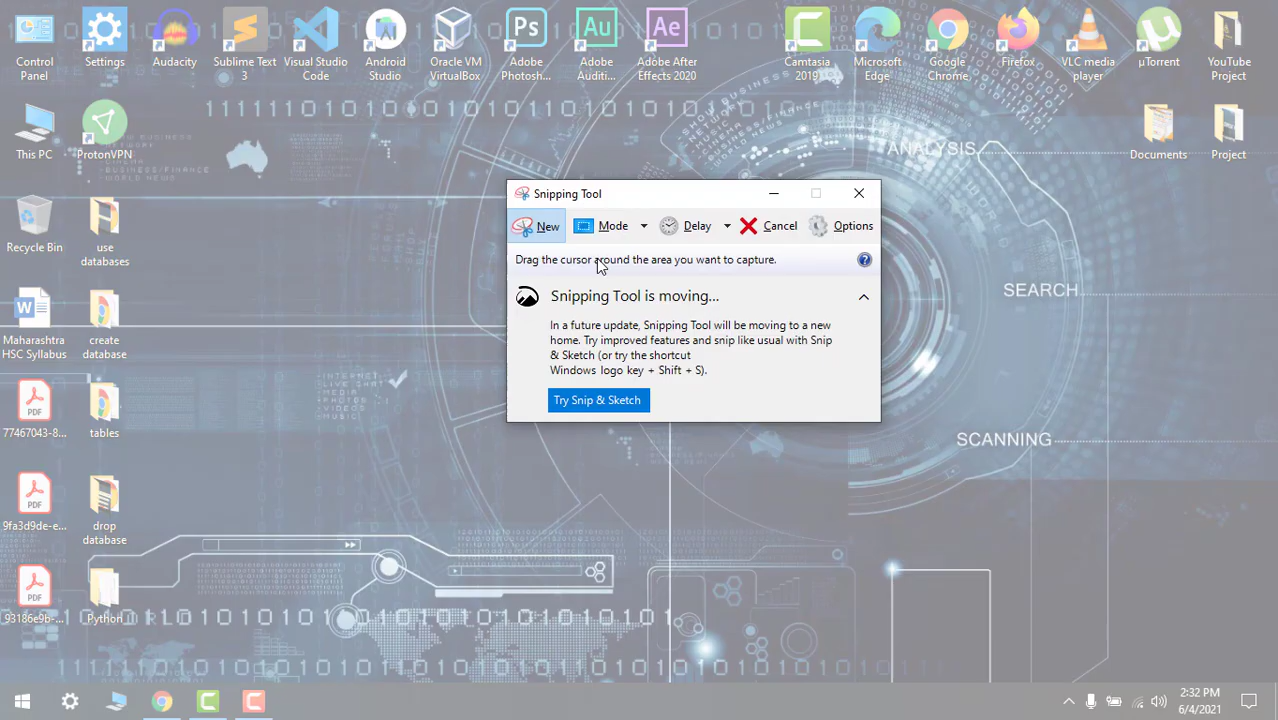 Control Panel
Settings
Audacity
Sublime Text 3
Visual Studio Code
Android Studio
Oracle VM VirtualBox
Adobe Photosh...
Adobe Auditi...
Adobe After Effects 2020
Camtasia 2019
Microsoft Edge
Google Chrome
Firefox
VLC media player
µTorrent
YouTube Project
This PC
ProtonVPN
Documents
Project
ANALYSIS
Recycle Bin
use databases
Snipping Tool
New
Mode
Delay
Cancel
Options
Drag the cursor around the area you want to capture.
Snipping Tool is moving...
In a future update, Snipping Tool will be moving to a new
home. Try improved features and snip like usual with Snip
& Sketch (or try the shortcut
Windows logo key + Shift + S).
Try Snip & Sketch
SEARCH
SCANNING
Maharashtra HSC Syllabus
create database
77467043-8...
tables
9fa3d9de-e...
drop database
93186e9b-...
Python
2:32 PM
6/4/2021